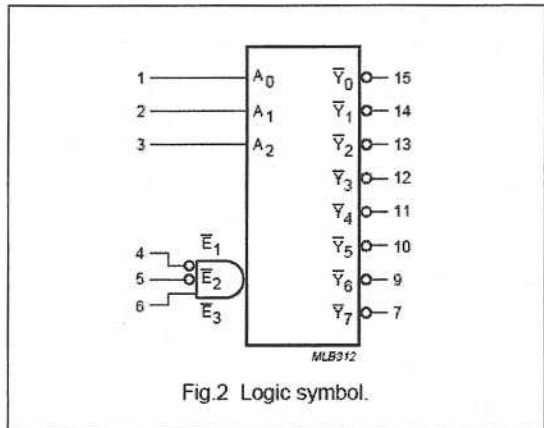 1 A0 Y̅0 15
2 A1 Y̅1 14
3 A2 Y̅2 13
Y̅3 12
Y̅4 11
4 E̅1 Y̅5 10
5 E̅2 Y̅6 9
6 E̅3 Y̅7 7
MLB312
Fig.2 Logic symbol.